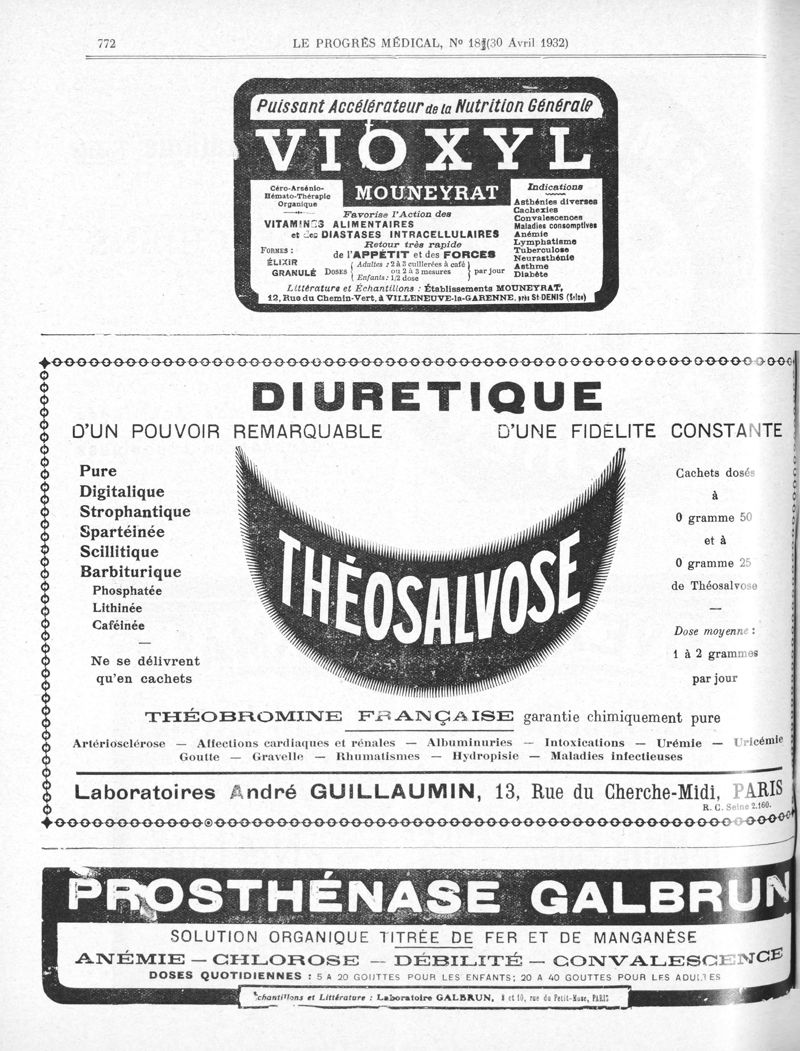 772
LE PROGRÈS MÉDICAL, No 18 (30 Avril 1932)
Puissant Accélérateur de la Nutrition Générale
VIOXYL
MOUNEYRAT
Céro-Arsénio-
Hémato-Thérapie
Organique
Favorise l'Action des
VITAMINES ALIMENTAIRES
et des DIASTASES INTRACELLULAIRES
Retour très rapide
de l'APPÉTIT et des FORCES
FORMES :
ÉLIXIR
GRANULÉ
DOSES
Adultes : 2 à 3 cuillerées à café
ou 2 à 3 mesures
Enfants : 1/2 dose
par jour
Indications
Asthénies diverses
Cachexies
Convalescences
Maladies consomptives
Anémie
Lymphatisme
Tuberculose
Neurasthénie
Asthme
Diabète
Littérature et Échantillons : Établissements MOUNEYRAT,
12, Rue du Chemin-Vert, à VILLENEUVE-la-GARENNE, près St-DENIS (Seine)
DIURETIQUE
D'UN POUVOIR REMARQUABLE D'UNE FIDÉLITE CONSTANTE
Pure
Digitalique
Strophantique
Spartéinée
Scillitique
Barbiturique
Phosphatée
Lithinée
Caféinée
—
Ne se délivrent
qu'en cachets
THÉOSALVOSE
Cachets dosés
à
0 gramme 50
et à
0 gramme 25
de Théosalvose
—
Dose moyenne :
1 à 2 grammes
par jour
THÉOBROMINE FRANÇAISE garantie chimiquement pure
Artériosclérose — Affections cardiaques et rénales — Albuminuries — Intoxications — Urémie — Uricémie
Goutte — Gravelle — Rhumatismes — Hydropisie — Maladies infectieuses
Laboratoires André GUILLAUMIN, 13, Rue du Cherche-Midi, PARIS
R. C. Seine 2.160.
PROSTHÉNASE GALBRUN
SOLUTION ORGANIQUE TITRÉE DE FER ET DE MANGANÈSE
ANÉMIE — CHLOROSE — DÉBILITÉ — CONVALESCENCE
DOSES QUOTIDIENNES : 5 A 20 GOUTTES POUR LES ENFANTS; 20 A 40 GOUTTES POUR LES ADULTES
Échantillons et Littérature : Laboratoire GALBRUN, 8 et 10, rue du Petit-Musc, PARIS